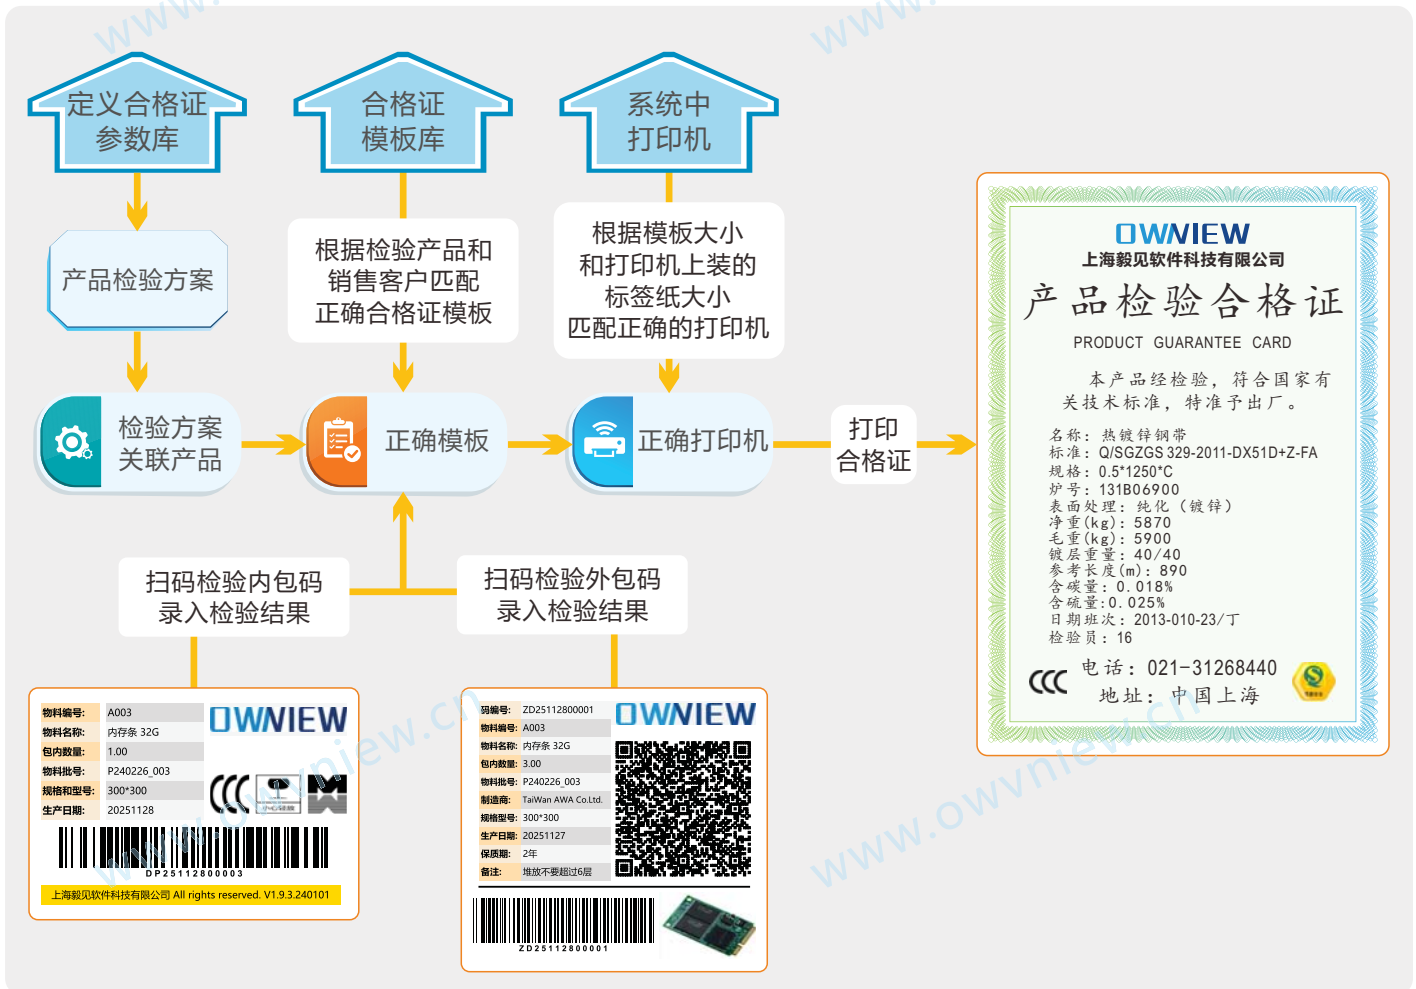 定义合格证
参数库
合格证
模板库
系统中
打印机
产品检验方案
根据检验产品和
销售客户匹配
正确合格证模板
根据模板大小
和打印机上装的
标签纸大小
匹配正确的打印机
检验方案
关联产品
正确模板
正确打印机
打印
合格证
扫码检验内包码
录入检验结果
扫码检验外包码
录入检验结果
物料编号: A003
物料名称: 内存条 32G
包内数量: 1.00
物料批号: P240226_003
规格和型号: 300*300
生产日期: 20251128
OWNIEW
DP25112800003
上海毅见软件科技有限公司 All rights reserved. V1.9.3.240101
码编号: ZD25112800001
物料编号: A003
物料名称: 内存条 32G
包内数量: 3.00
物料批号: P240226_003
制造商: TaiWan AWA Co.Ltd.
规格型号: 300*300
生产日期: 20251127
保质期: 2年
备注: 堆放不要超过6层
OWNIEW
ZD25112800001
OWNIEW
上海毅见软件科技有限公司
产品检验合格证
PRODUCT GUARANTEE CARD
本产品经检验，符合国家有
关技术标准，特准予出厂。
名称：热镀锌钢带
标准：Q/SGZGS 329-2011-DX51D+Z-FA
规格：0.5*1250*C
炉号：131B06900
表面处理：纯化（镀锌）
净重(kg)：5870
毛重(kg)：5900
镀层重量：40/40
参考长度(m)：890
含碳量：0.018%
含硫量:0.025%
日期班次：2013-010-23/丁
检验员：16
电话：021-31268440
地址：中国上海
www.ownview.cn
www.ownview.cn